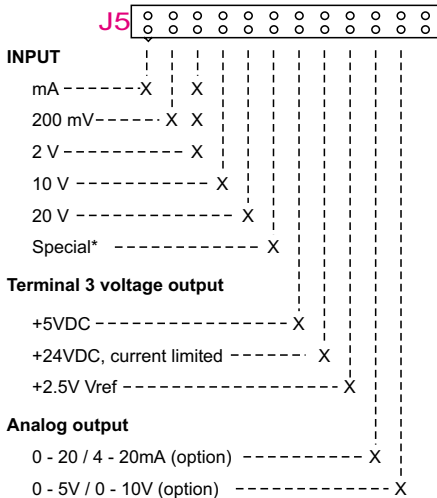 J5
INPUT
mA X X
200 mV X X
2 V X
10 V X
20 V X
Special* X
Terminal 3 voltage output
+5VDC X
+24VDC, current limited X
+2.5V Vref X
Analog output
0 - 20 / 4 - 20mA (option) X
0 - 5V / 0 - 10V (option) X